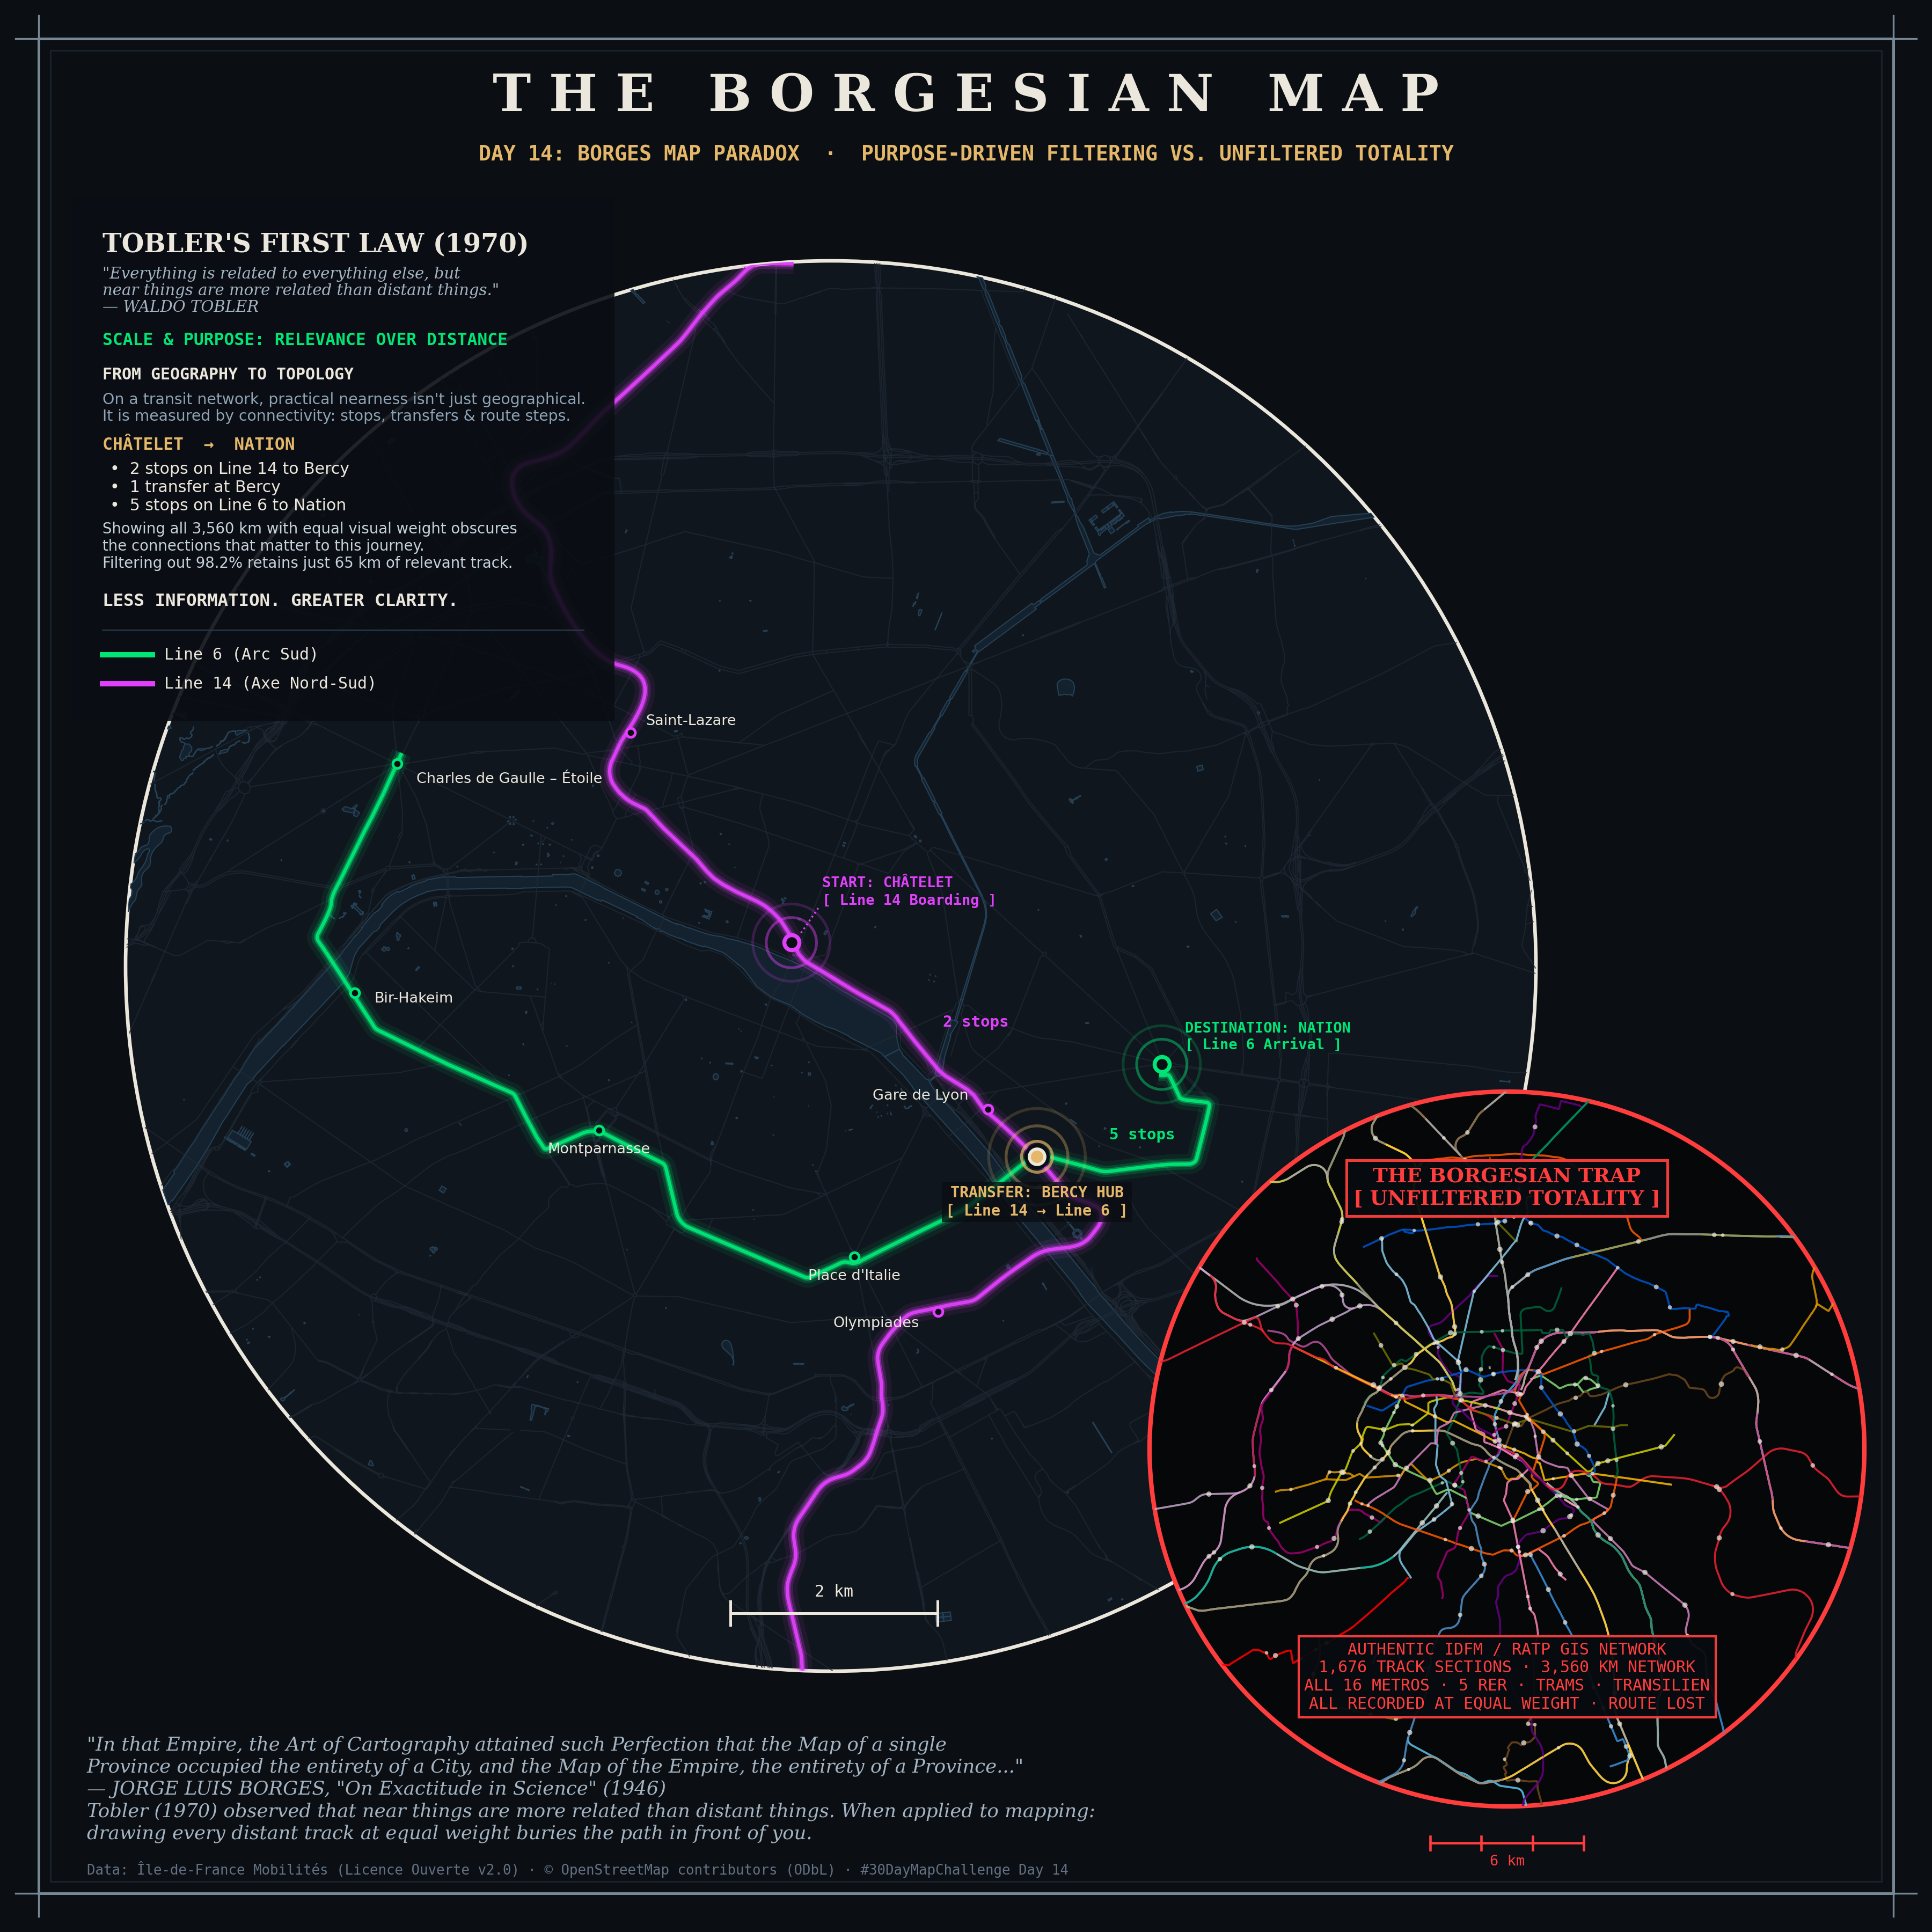 THE BORGESIAN MAP
DAY 14: BORGES MAP PARADOX · PURPOSE-DRIVEN FILTERING VS. UNFILTERED TOTALITY
TOBLER'S FIRST LAW (1970)
"Everything is related to everything else, but
near things are more related than distant things."
— WALDO TOBLER
SCALE & PURPOSE: RELEVANCE OVER DISTANCE
FROM GEOGRAPHY TO TOPOLOGY
On a transit network, practical nearness isn't just geographical.
It is measured by connectivity: stops, transfers & route steps.
CHÂTELET → NATION
• 2 stops on Line 14 to Bercy
• 1 transfer at Bercy
• 5 stops on Line 6 to Nation
Showing all 3,560 km with equal visual weight obscures
the connections that matter to this journey.
Filtering out 98.2% retains just 65 km of relevant track.
LESS INFORMATION. GREATER CLARITY.
Line 6 (Arc Sud)
Line 14 (Axe Nord-Sud)
Saint-Lazare
Charles de Gaulle – Étoile
START: CHÂTELET
[ Line 14 Boarding ]
Bir-Hakeim
2 stops
DESTINATION: NATION
[ Line 6 Arrival ]
Gare de Lyon
5 stops
Montparnasse
TRANSFER: BERCY HUB
[ Line 14 → Line 6 ]
Place d'Italie
Olympiades
2 km
THE BORGESIAN TRAP
[ UNFILTERED TOTALITY ]
AUTHENTIC IDFM / RATP GIS NETWORK
1,676 TRACK SECTIONS · 3,560 KM NETWORK
ALL 16 METROS · 5 RER · TRAMS · TRANSILIEN
ALL RECORDED AT EQUAL WEIGHT · ROUTE LOST
6 km
"In that Empire, the Art of Cartography attained such Perfection that the Map of a single
Province occupied the entirety of a City, and the Map of the Empire, the entirety of a Province..."
— JORGE LUIS BORGES, "On Exactitude in Science" (1946)
Tobler (1970) observed that near things are more related than distant things. When applied to mapping:
drawing every distant track at equal weight buries the path in front of you.
Data: Île-de-France Mobilités (Licence Ouverte v2.0) · © OpenStreetMap contributors (ODbL) · #30DayMapChallenge Day 14